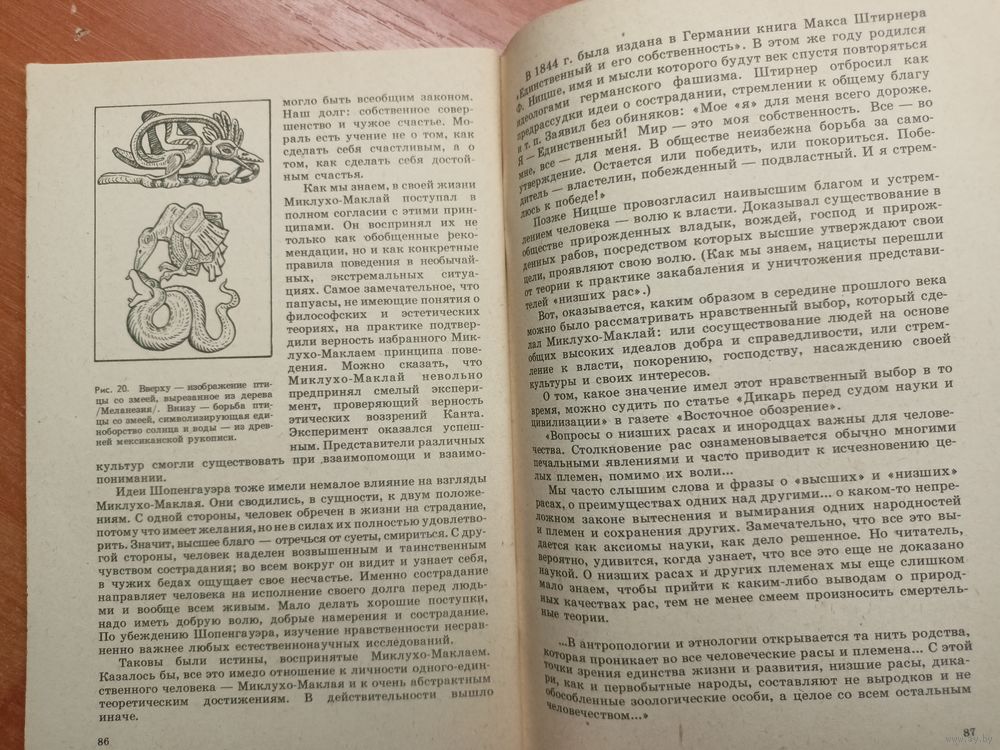 могло быть всеобщим законом.
Наш долг: собственное совер-
шенство и чужое счастье. Мо-
раль есть учение не о том, как
сделать себя счастливым, а о
том, как сделать себя достой-
ным счастья.
Как мы знаем, в своей жизни
Миклухо-Маклай поступал в
полном согласии с этими прин-
ципами. Он воспринял их не
только как обобщенные реко-
мендации, но и как конкретные
правила поведения в необычай-
ных, экстремальных ситуа-
циях. Самое замечательное, что
папуасы, не имеющие понятия о
философских и эстетических
теориях, на практике подтвер-
дили верность избранного Мик-
лухо-Маклаем принципа пове-
дения. Можно сказать, что
Миклухо-Маклай невольно
предпринял смелый экспери-
мент, проверяющий верность
этических воззрений Канта.
Эксперимент оказался успеш-
ным. Представители различных
Рис. 20. Вверху — изображение пти-
цы со змеей, вырезанное из дерева
/Меланезия/. Внизу — борьба пти-
цы со змеей, символизирующая еди-
ноборство солнца и воды — из древ-
ней мексиканской рукописи.
культур смогли существовать при взаимопомощи и взаимо-
понимании.
Идеи Шопенгауэра тоже имели немалое влияние на взгляды
Миклухо-Маклая. Они сводились, в сущности, к двум положе-
ниям. С одной стороны, человек обречен в жизни на страдание,
потому что имеет желания, но не в силах их полностью удовлетво-
рить. Значит, высшее благо — отречься от суеты, смириться. С дру-
гой стороны, человек наделен возвышенным и таинственным
чувством сострадания; во всем вокруг он видит и узнает себя,
в чужих бедах ощущает свое несчастье. Именно сострадание
направляет человека на исполнение своего долга перед людь-
ми и вообще всем живым. Мало делать хорошие поступки,
надо иметь добрую волю, добрые намерения и сострадание.
По убеждению Шопенгауэра, изучение нравственности несрав-
ненно важнее любых естественнонаучных исследований.
Таковы были истины, воспринятые Миклухо-Маклаем.
Казалось бы, все это имело отношение к личности одного-един-
ственного человека — Миклухо-Маклая и к очень абстрактным
теоретическим достижениям. В действительности вышло
иначе.
86
В 1844 г. была издана в Германии книга Макса Штирнера
«Единственный и его собственность». В этом же году родился
Ф. Ницше, имя и мысли которого будут век спустя повторяться
идеологами германского фашизма. Штирнер отбросил как
предрассудки идеи о сострадании, стремлении к общему благу
и т. п. Заявил без обиняков: «Мое «я» для меня всего дороже.
Я — Единственный! Мир — это моя собственность. Все — во
мне, все — для меня. В обществе неизбежна борьба за само-
утверждение. Остается или победить, или покориться. Побе-
дитель — властелин, побежденный — подвластный. И я стрем-
люсь к победе!»
Позже Ницше провозгласил наивысшим благом и устрем-
лением человека — волю к власти. Доказывал существование в
обществе прирожденных владык, вождей, господ и прирож-
денных рабов, посредством которых высшие утверждают свои
цели, проявляют свою волю. (Как мы знаем, нацисты перешли
от теории к практике закабаления и уничтожения представи-
телей «низших рас».)
Вот, оказывается, каким образом в середине прошлого века
можно было рассматривать нравственный выбор, который сде-
лал Миклухо-Маклай: или сосуществование людей на основе
общих высоких идеалов добра и справедливости, или стрем-
ление к власти, покорению, господству, насаждению своей
культуры и своих интересов.
О том, какое значение имел этот нравственный выбор в то
время, можно судить по статье «Дикарь перед судом науки и
цивилизации» в газете «Восточное обозрение».
«Вопросы о низших расах и инородцах важны для челове-
чества. Столкновение рас ознаменовывается обычно многими
печальными явлениями и часто приводит к исчезновению це-
лых племен, помимо их воли...
Мы часто слышим слова и фразы о «высших» и «низших»
расах, о преимуществах одних над другими... о каком-то непре-
ложном законе вытеснения и вымирания одних народностей
и племен и сохранения других. Замечательно, что все это вы-
дается как аксиомы науки, как дело решенное. Но читатель,
вероятно, удивится, когда узнает, что все это еще не доказано
наукой. О низших расах и других племенах мы еще слишком
мало знаем, чтобы прийти к каким-либо выводам о природ-
ных качествах рас, тем не менее смеем произносить смертель-
ные теории.
...В антропологии и этнологии открывается та нить родства,
которая проникает во все человеческие расы и племена... С этой
точки зрения единства жизни и развития, низшие расы, дика-
ри, как и первобытные народы, составляют не выродков и не
обособленные зоологические особи, а целое со всем остальным
человечеством...»
87